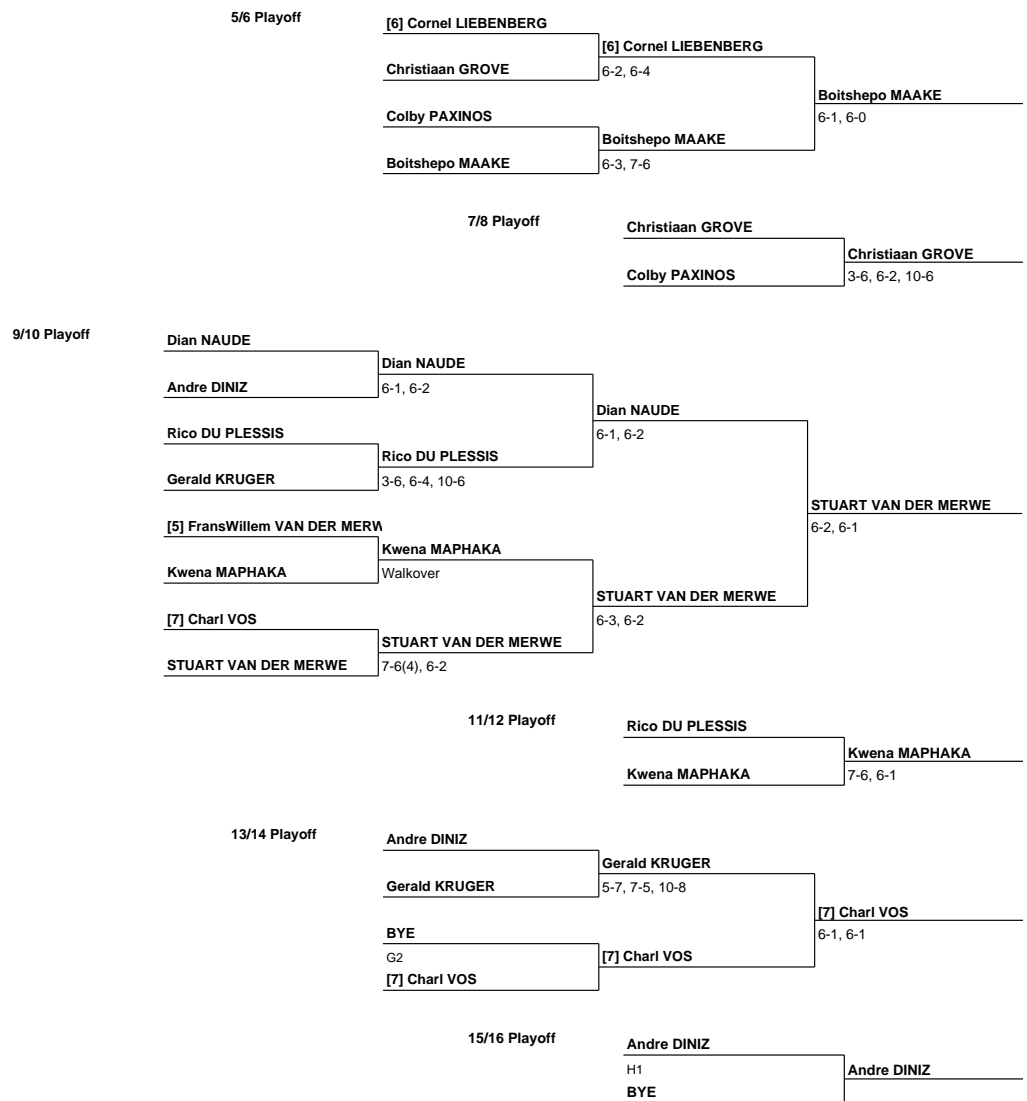 5/6 Playoff
[6] Cornel LIEBENBERG
[6] Cornel LIEBENBERG
Christiaan GROVE
6-2, 6-4
Boitshepo MAAKE
Colby PAXINOS
6-1, 6-0
Boitshepo MAAKE
Boitshepo MAAKE
6-3, 7-6
7/8 Playoff
Christiaan GROVE
Christiaan GROVE
Colby PAXINOS
3-6, 6-2, 10-6
9/10 Playoff
Dian NAUDE
Dian NAUDE
Andre DINIZ
6-1, 6-2
Dian NAUDE
Rico DU PLESSIS
6-1, 6-2
Rico DU PLESSIS
Gerald KRUGER
3-6, 6-4, 10-6
STUART VAN DER MERWE
[5] FransWillem VAN DER MERW
6-2, 6-1
Kwena MAPHAKA
Kwena MAPHAKA
Walkover
STUART VAN DER MERWE
[7] Charl VOS
6-3, 6-2
STUART VAN DER MERWE
STUART VAN DER MERWE
7-6(4), 6-2
11/12 Playoff
Rico DU PLESSIS
Kwena MAPHAKA
Kwena MAPHAKA
7-6, 6-1
13/14 Playoff
Andre DINIZ
Gerald KRUGER
Gerald KRUGER
5-7, 7-5, 10-8
[7] Charl VOS
BYE
6-1, 6-1
G2
[7] Charl VOS
[7] Charl VOS
15/16 Playoff
Andre DINIZ
H1
Andre DINIZ
BYE